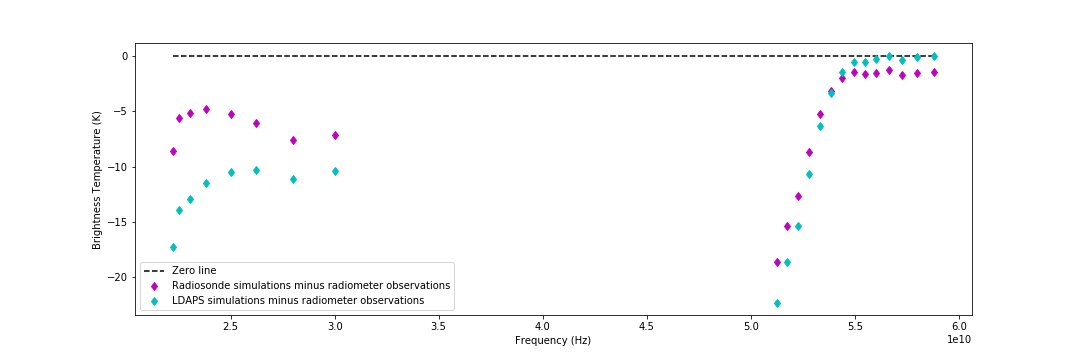 0
−5
−10
−15
−20
Brightness Temperature (K)
Zero line
Radiosonde simulations minus radiometer observations
LDAPS simulations minus radiometer observations
2.5 3.0 3.5 4.0 4.5 5.0 5.5 6.0
1e10
Frequency (Hz)